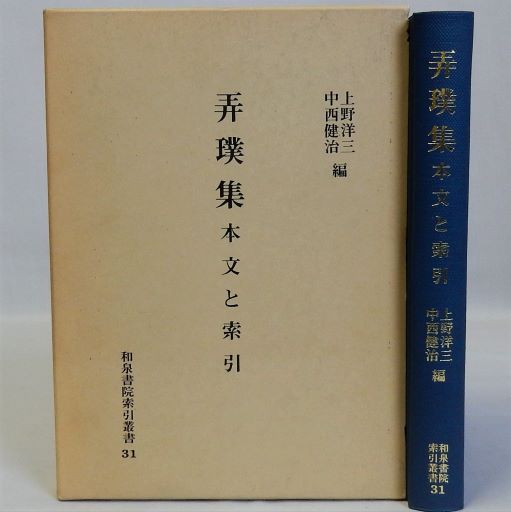 上野洋三
中西健治 編
弄璞集 本文と索引
和泉書院索引叢書 31
弄璞集 本文と索引
上野洋三
中西健治 編
和泉書院
索引叢書 31